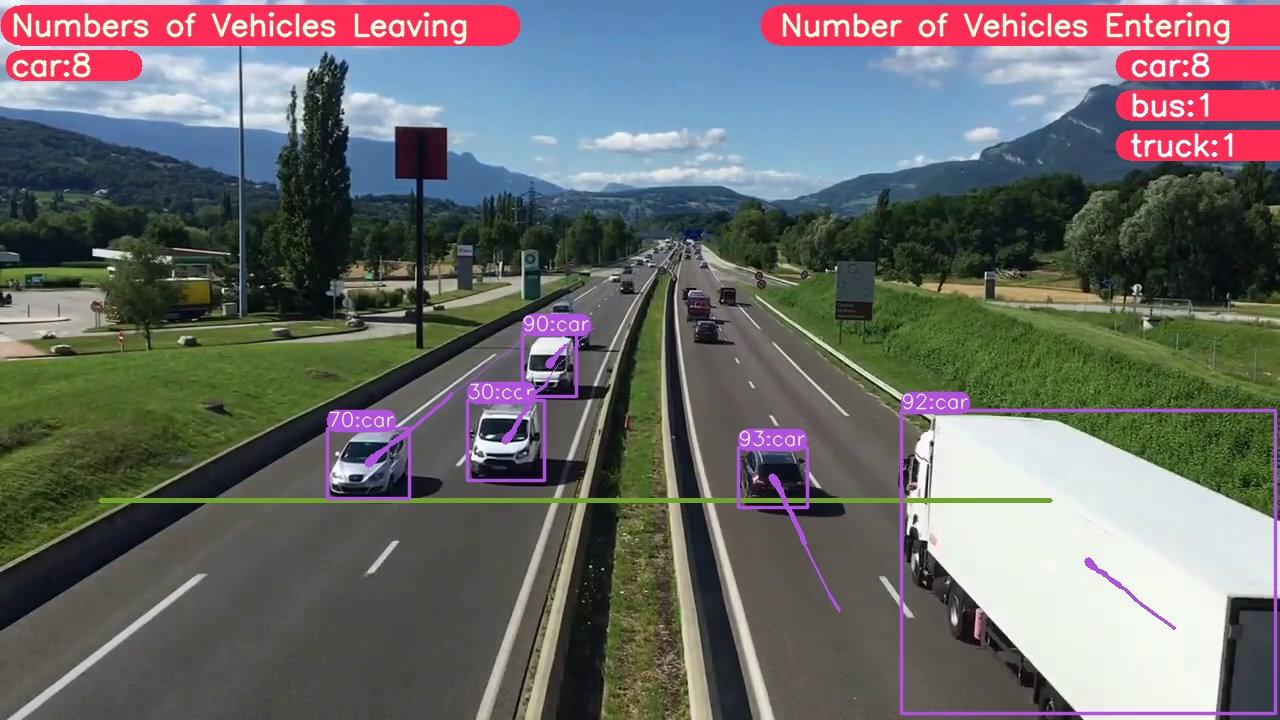 Numbers of Vehicles Leaving
car:8
Number of Vehicles Entering
car:8
bus:1
truck:1
90:car
30:car
70:car
92:car
93:car